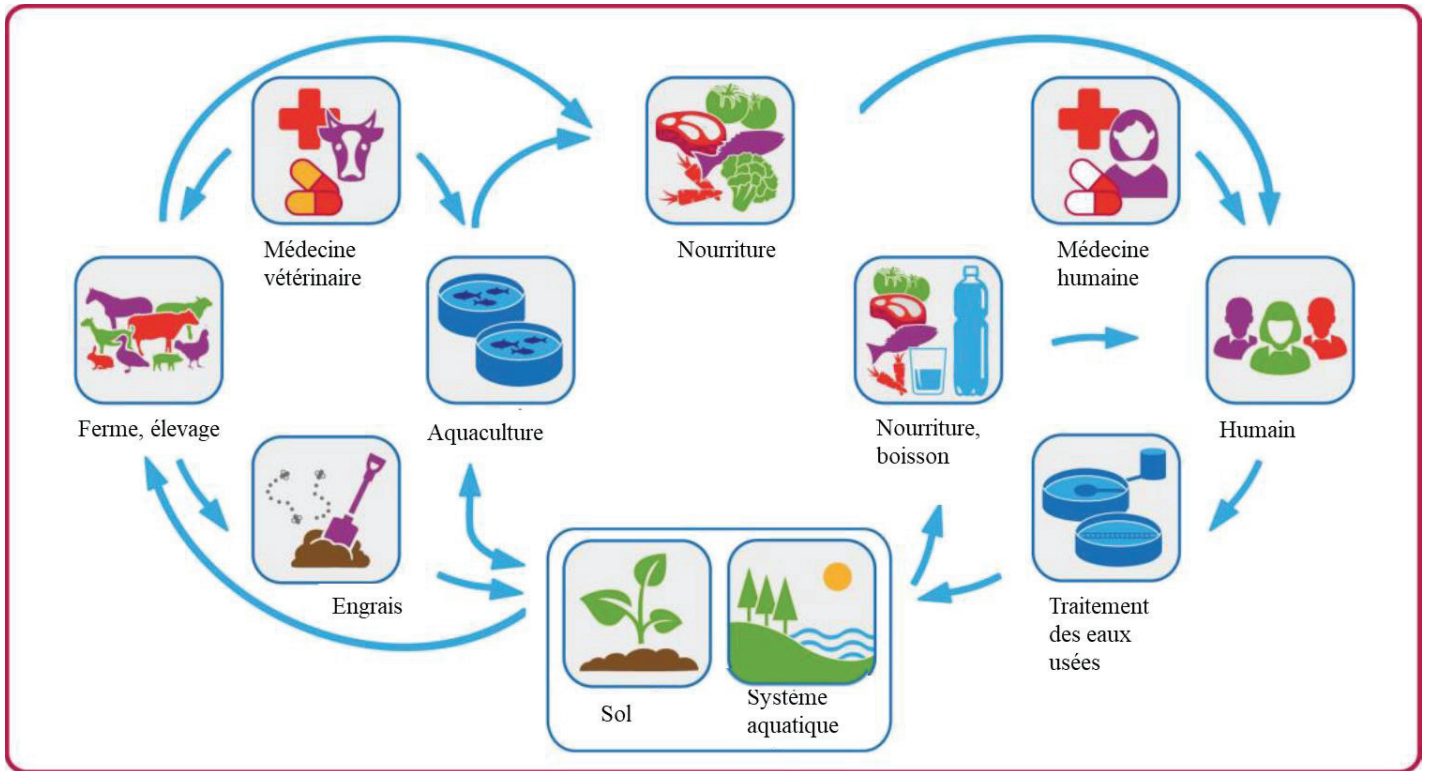 Médecine
vétérinaire
Nourriture
Médecine
humaine
Ferme, élevage
Aquaculture
Nourriture,
boisson
Humain
Engrais
Traitement
des eaux
usées
Sol
Système
aquatique